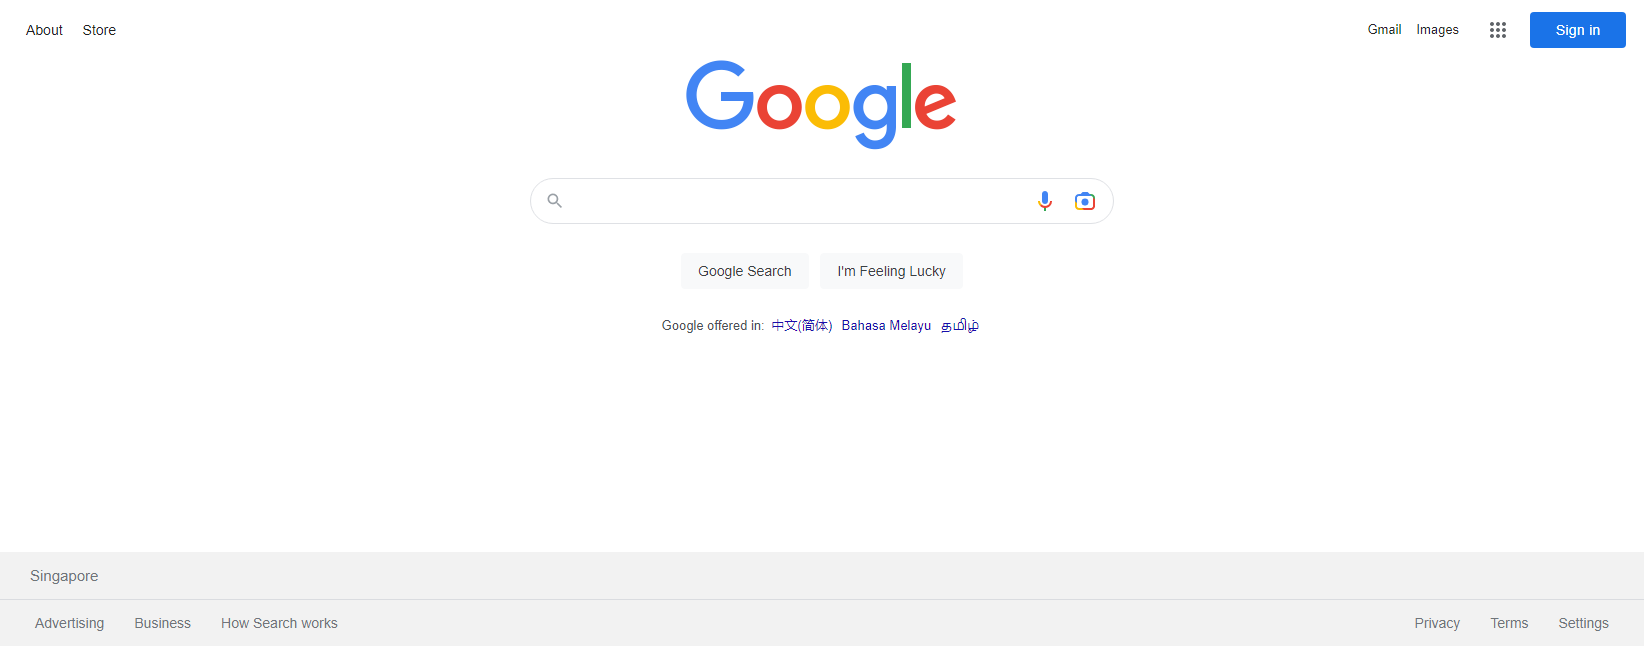 About Store Gmail Images Sign in
Google
Google Search I'm Feeling Lucky
Google offered in: 中文(简体) Bahasa Melayu தமிழ்
Singapore
Advertising Business How Search works Privacy Terms Settings